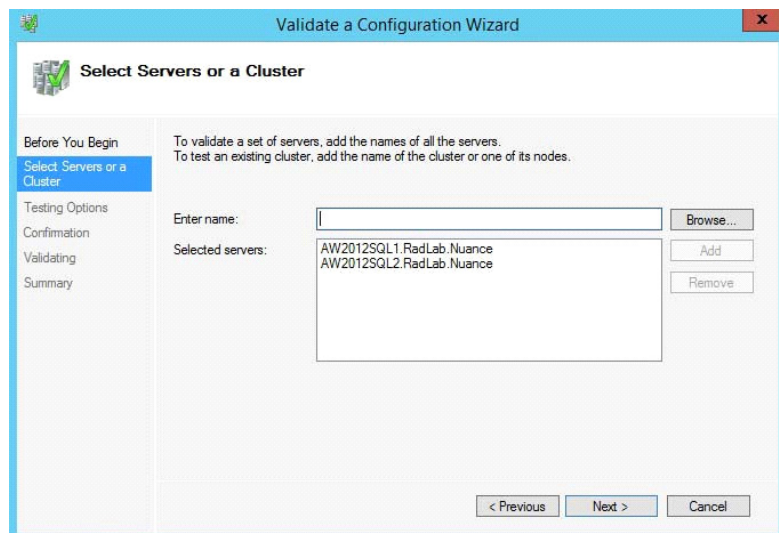 Validate a Configuration Wizard
x
Select Servers or a Cluster
Before You Begin
Select Servers or a
Cluster
Testing Options
Confirmation
Validating
Summary
To validate a set of servers, add the names of all the servers.
To test an existing cluster, add the name of the cluster or one of its nodes.
Enter name:
Browse...
Selected servers:
AW2012SQL1.RadLab.Nuance
AW2012SQL2.RadLab.Nuance
Add
Remove
< Previous
Next >
Cancel